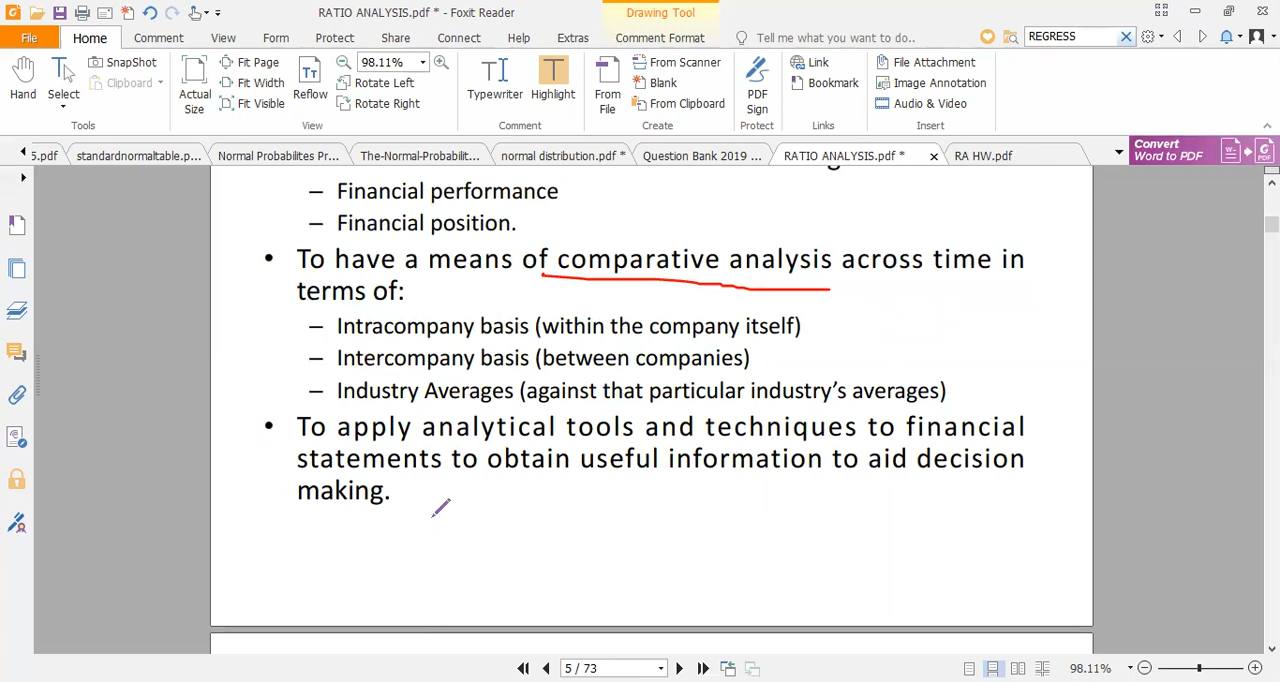 RATIO ANALYSIS.pdf * - Foxit Reader
Drawing Tool
File
Home
Comment
View
Form
Protect
Share
Connect
Help
Extras
Comment Format
Tell me what you want to do..
REGRESS
Hand
Select
SnapShot
Clipboard
Tools
Actual Size
Fit Page
Fit Width
Fit Visible
Reflow
98.11%
Rotate Left
Rotate Right
View
Typewriter
Highlight
Comment
From File
From Scanner
Blank
From Clipboard
Create
PDF Sign
Protect
Link
Bookmark
Links
File Attachment
Image Annotation
Audio & Video
Insert
5.pdf
standardnormaltable.p...
Normal Probabilites Pr...
The-Normal-Probabilit...
normal distribution.pdf *
Question Bank 2019 ...
RATIO ANALYSIS.pdf *
RA HW.pdf
Convert
Word to PDF
– Financial performance
– Financial position.
• To have a means of comparative analysis across time in
terms of:
– Intracompany basis (within the company itself)
– Intercompany basis (between companies)
– Industry Averages (against that particular industry's averages)
• To apply analytical tools and techniques to financial
statements to obtain useful information to aid decision
making.
5 / 73
98.11%